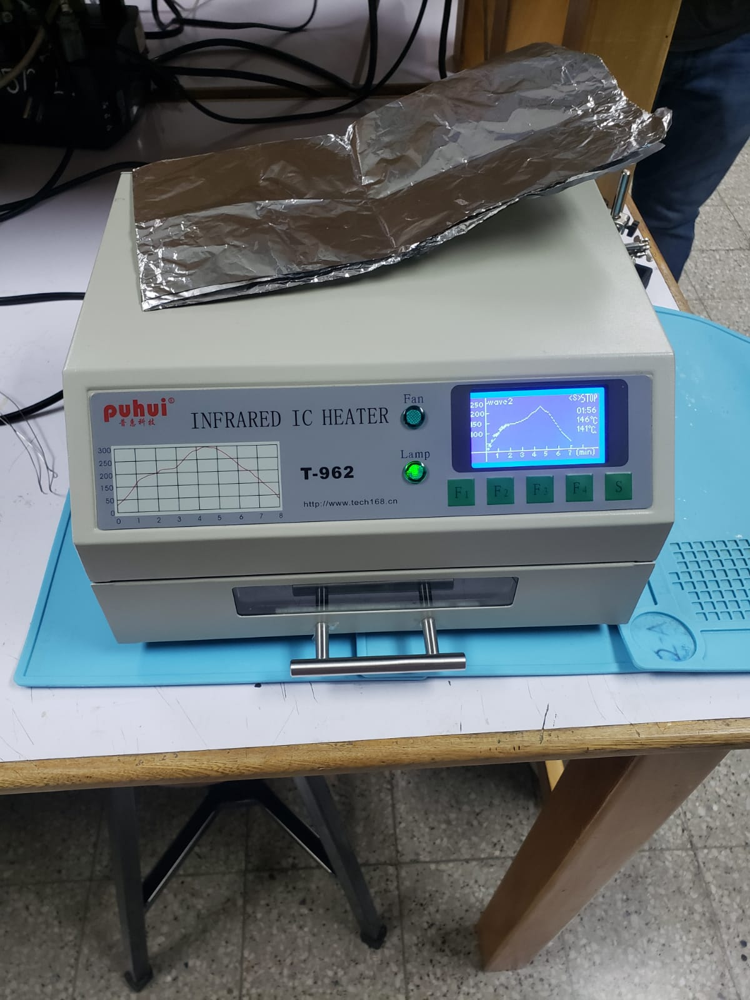 puhui®
普惠科技
INFRARED IC HEATER
Fan
Lamp
300
250
200
150
50
0
0 1 2 3 4 5 6 7 8
T-962
http://www.tech168.cn
250 wave2 <S>STOP
200 01:56
150 146℃
100 141℃
1 2 3 4 5 6 7 (min)
F1 F2 F3 F4 S
2-A